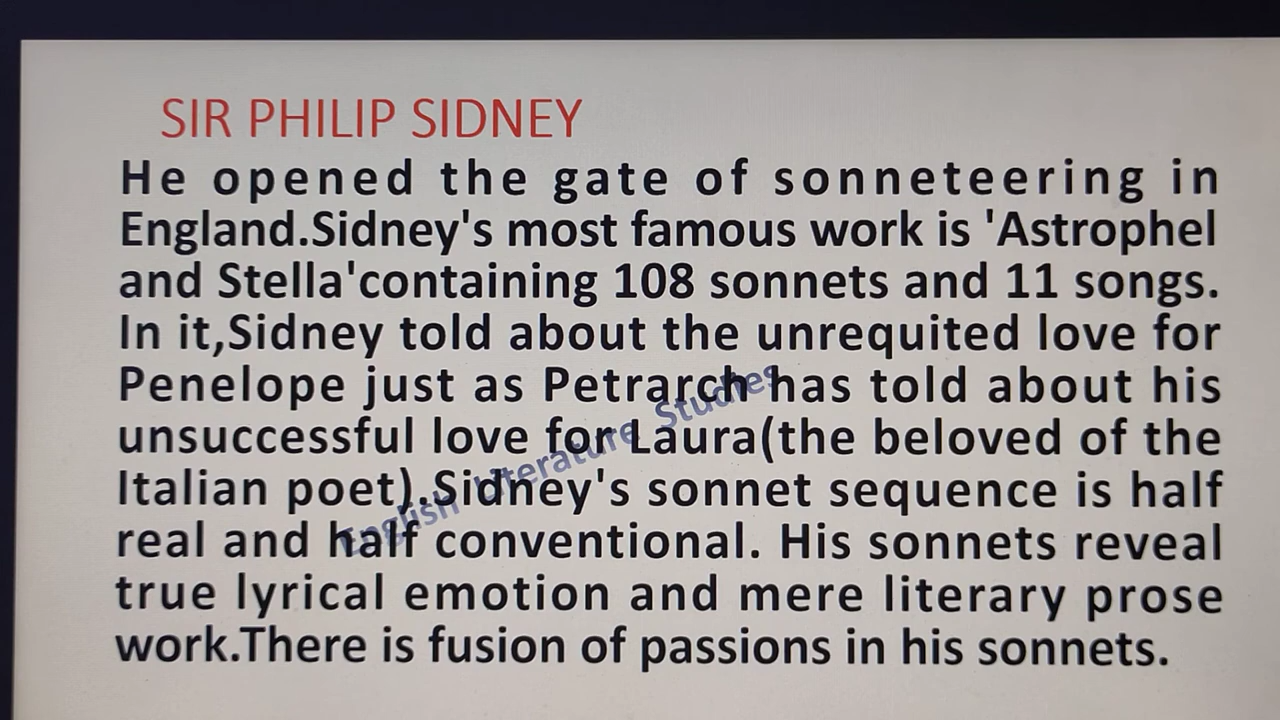 SIR PHILIP SIDNEY
He opened the gate of sonneteering in
England.Sidney's most famous work is 'Astrophel
and Stella'containing 108 sonnets and 11 songs.
In it,Sidney told about the unrequited love for
Penelope just as Petrarch has told about his
unsuccessful love for Laura(the beloved of the
Italian poet).Sidney's sonnet sequence is half
real and half conventional. His sonnets reveal
true lyrical emotion and mere literary prose
work.There is fusion of passions in his sonnets.
English Literature Studies